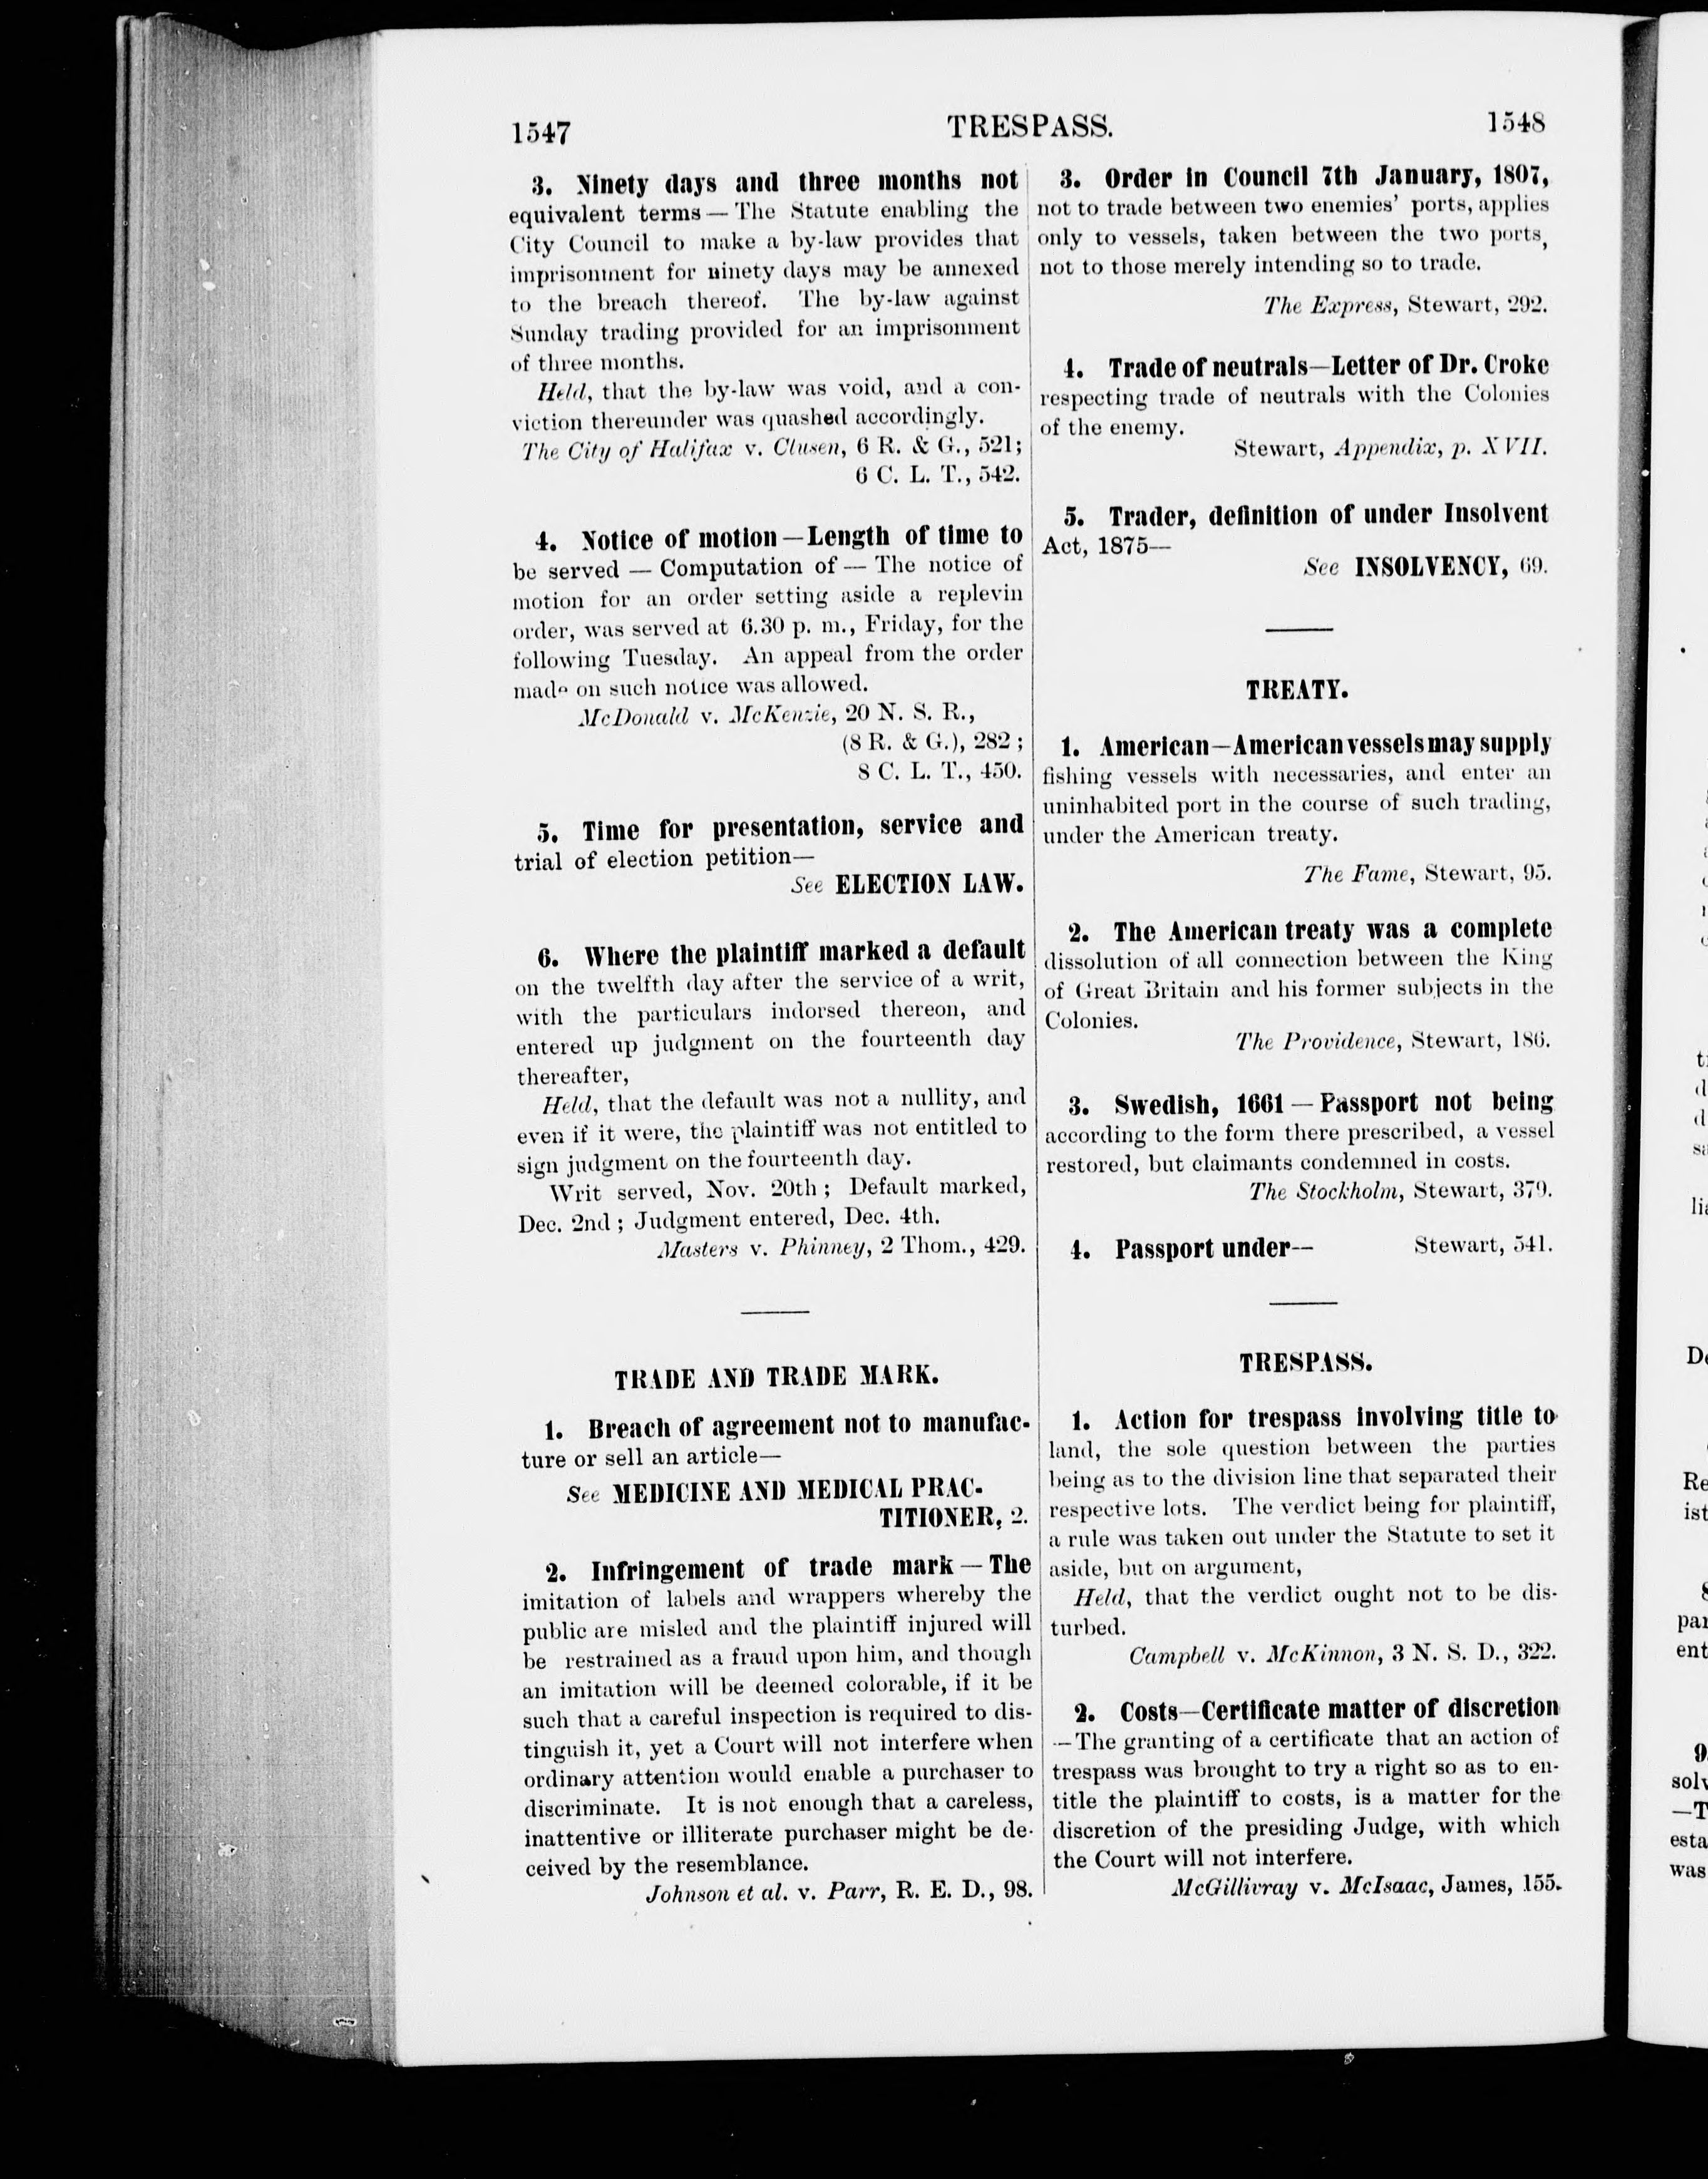 1547
TRESPASS.
1548
3. Ninety days and three months not
equivalent terms — The Statute enabling the
City Council to make a by-law provides that
imprisonment for ninety days may be annexed
to the breach thereof. The by-law against
Sunday trading provided for an imprisonment
of three months.
Held, that the by-law was void, and a con-
viction thereunder was quashed accordingly.
The City of Halifax v. Clusen, 6 R. & G., 521;
6 C. L. T., 542.
4. Notice of motion — Length of time to
be served — Computation of — The notice of
motion for an order setting aside a replevin
order, was served at 6.30 p. m., Friday, for the
following Tuesday. An appeal from the order
made on such notice was allowed.
McDonald v. McKenzie, 20 N. S. R.,
(8 R. & G.), 282;
8 C. L. T., 450.
5. Time for presentation, service and
trial of election petition—
See ELECTION LAW.
6. Where the plaintiff marked a default
on the twelfth day after the service of a writ,
with the particulars indorsed thereon, and
entered up judgment on the fourteenth day
thereafter,
Held, that the default was not a nullity, and
even if it were, the plaintiff was not entitled to
sign judgment on the fourteenth day.
Writ served, Nov. 20th; Default marked,
Dec. 2nd; Judgment entered, Dec. 4th.
Masters v. Phinney, 2 Thom., 429.
TRADE AND TRADE MARK.
1. Breach of agreement not to manufac-
ture or sell an article—
See MEDICINE AND MEDICAL PRAC-
TITIONER, 2.
2. Infringement of trade mark — The
imitation of labels and wrappers whereby the
public are misled and the plaintiff injured will
be restrained as a fraud upon him, and though
an imitation will be deemed colorable, if it be
such that a careful inspection is required to dis-
tinguish it, yet a Court will not interfere when
ordinary attention would enable a purchaser to
discriminate. It is not enough that a careless,
inattentive or illiterate purchaser might be de-
ceived by the resemblance.
Johnson et al. v. Parr, R. E. D., 98.
3. Order in Council 7th January, 1807,
not to trade between two enemies' ports, applies
only to vessels, taken between the two ports,
not to those merely intending so to trade.
The Express, Stewart, 292.
4. Trade of neutrals—Letter of Dr. Croke
respecting trade of neutrals with the Colonies
of the enemy.
Stewart, Appendix, p. XVII.
5. Trader, definition of under Insolvent
Act, 1875—
See INSOLVENCY, 69.
TREATY.
1. American—American vessels may supply
fishing vessels with necessaries, and enter an
uninhabited port in the course of such trading,
under the American treaty.
The Fame, Stewart, 95.
2. The American treaty was a complete
dissolution of all connection between the King
of Great Britain and his former subjects in the
Colonies.
The Providence, Stewart, 186.
3. Swedish, 1661 — Passport not being
according to the form there prescribed, a vessel
restored, but claimants condemned in costs.
The Stockholm, Stewart, 379.
4. Passport under— Stewart, 541.
TRESPASS.
1. Action for trespass involving title to
land, the sole question between the parties
being as to the division line that separated their
respective lots. The verdict being for plaintiff,
a rule was taken out under the Statute to set it
aside, but on argument,
Held, that the verdict ought not to be dis-
turbed.
Campbell v. McKinnon, 3 N. S. D., 322.
2. Costs—Certificate matter of discretion
—The granting of a certificate that an action of
trespass was brought to try a right so as to en-
title the plaintiff to costs, is a matter for the
discretion of the presiding Judge, with which
the Court will not interfere.
McGillivray v. McIsaac, James, 155.